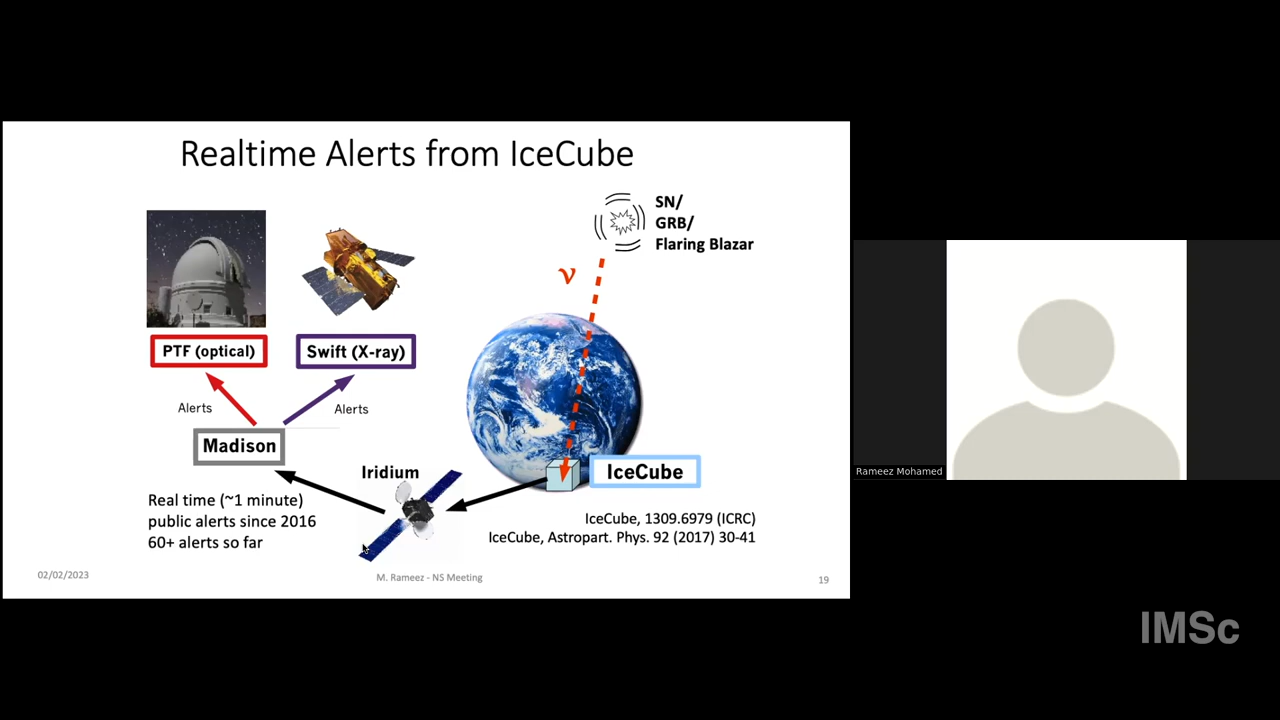 Realtime Alerts from IceCube
SN/
GRB/
Flaring Blazar
ν
PTF (optical)
Swift (X-ray)
Alerts
Alerts
Madison
Iridium
IceCube
Real time (~1 minute)
public alerts since 2016
60+ alerts so far
IceCube, 1309.6979 (ICRC)
IceCube, Astropart. Phys. 92 (2017) 30-41
02/02/2023
M. Rameez - NS Meeting
19
Rameez Mohamed
IMSc